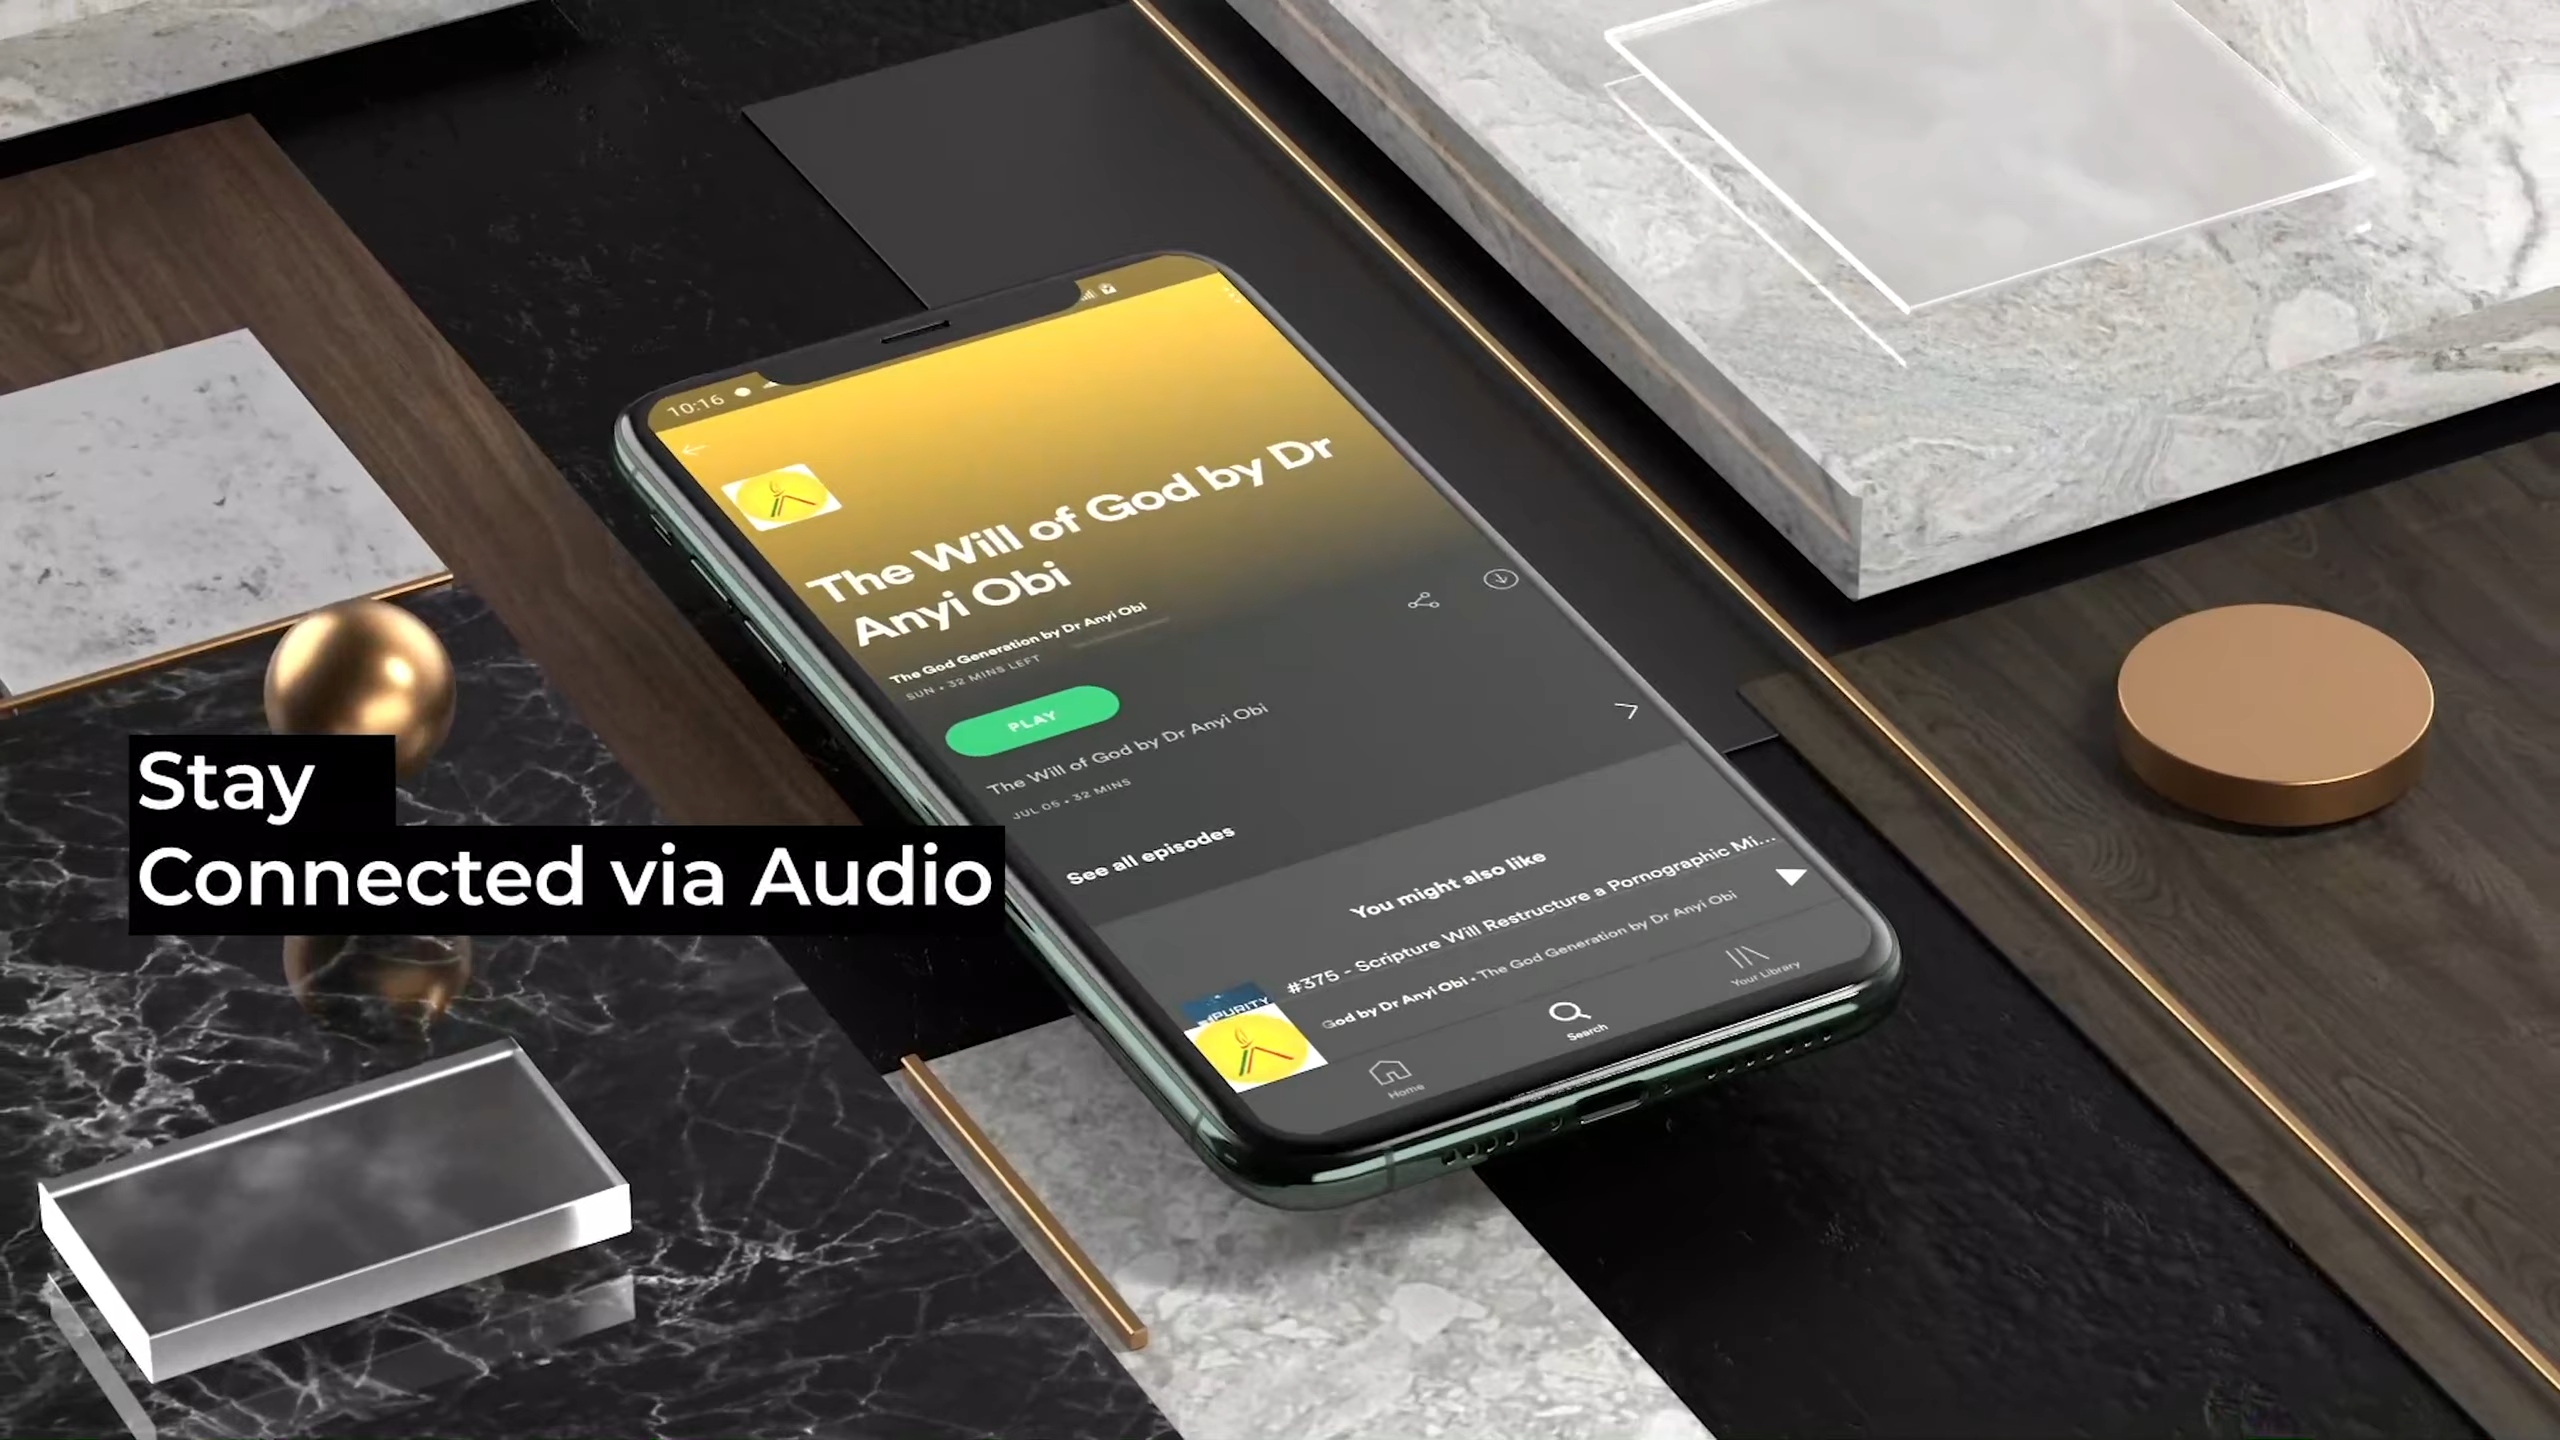 10:16
The Will of God by Dr
Anyi Obi
The God Generation by Dr Anyi Obi
SUN • 32 MINS LEFT
PLAY
The Will of God by Dr Anyi Obi
JUL 05 • 32 MINS
See all episodes
You might also like
#375 - Scripture Will Restructure a Pornographic Mi...
PURITY
God by Dr Anyi Obi • The God Generation by Dr Anyi Obi
Home
Search
Your Library
Stay
Connected via Audio